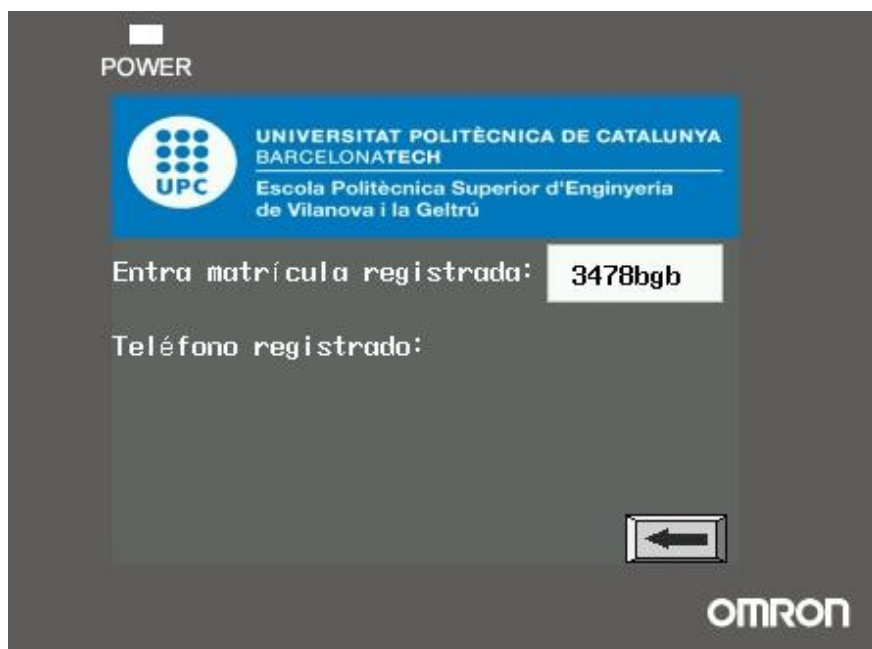 POWER
UPC
UNIVERSITAT POLITÈCNICA DE CATALUNYA
BARCELONATECH
Escola Politècnica Superior d'Enginyeria
de Vilanova i la Geltrú
Entra matrícula registrada: 3478bgb
Teléfono registrado:
omron